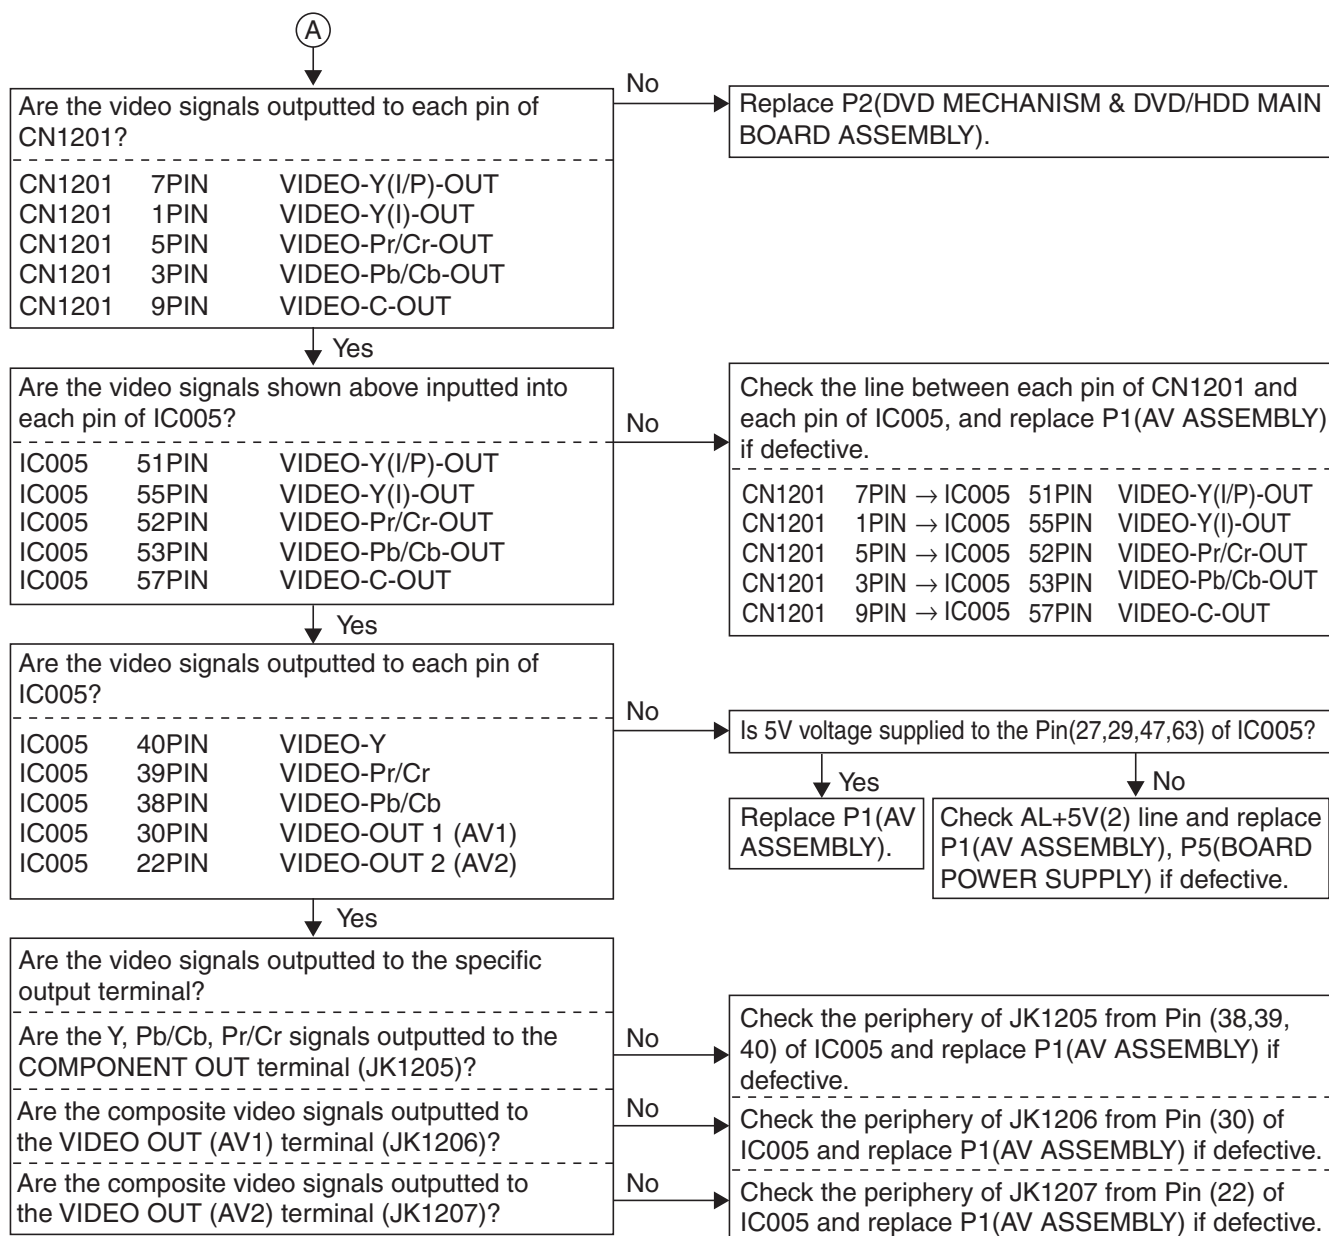 A
Are the video signals outputted to each pin of
CN1201?
CN1201 7PIN VIDEO-Y(I/P)-OUT
CN1201 1PIN VIDEO-Y(I)-OUT
CN1201 5PIN VIDEO-Pr/Cr-OUT
CN1201 3PIN VIDEO-Pb/Cb-OUT
CN1201 9PIN VIDEO-C-OUT
No
Replace P2(DVD MECHANISM & DVD/HDD MAIN
BOARD ASSEMBLY).
Yes
Are the video signals shown above inputted into
each pin of IC005?
IC005 51PIN VIDEO-Y(I/P)-OUT
IC005 55PIN VIDEO-Y(I)-OUT
IC005 52PIN VIDEO-Pr/Cr-OUT
IC005 53PIN VIDEO-Pb/Cb-OUT
IC005 57PIN VIDEO-C-OUT
No
Check the line between each pin of CN1201 and
each pin of IC005, and replace P1(AV ASSEMBLY)
if defective.
CN1201 7PIN → IC005 51PIN VIDEO-Y(I/P)-OUT
CN1201 1PIN → IC005 55PIN VIDEO-Y(I)-OUT
CN1201 5PIN → IC005 52PIN VIDEO-Pr/Cr-OUT
CN1201 3PIN → IC005 53PIN VIDEO-Pb/Cb-OUT
CN1201 9PIN → IC005 57PIN VIDEO-C-OUT
Yes
Are the video signals outputted to each pin of
IC005?
IC005 40PIN VIDEO-Y
IC005 39PIN VIDEO-Pr/Cr
IC005 38PIN VIDEO-Pb/Cb
IC005 30PIN VIDEO-OUT 1 (AV1)
IC005 22PIN VIDEO-OUT 2 (AV2)
No
Is 5V voltage supplied to the Pin(27,29,47,63) of IC005?
Yes
Replace P1(AV
ASSEMBLY).
No
Check AL+5V(2) line and replace
P1(AV ASSEMBLY), P5(BOARD
POWER SUPPLY) if defective.
Yes
Are the video signals outputted to the specific
output terminal?
Are the Y, Pb/Cb, Pr/Cr signals outputted to the
COMPONENT OUT terminal (JK1205)?
No
Check the periphery of JK1205 from Pin (38,39,
40) of IC005 and replace P1(AV ASSEMBLY) if
defective.
Are the composite video signals outputted to
the VIDEO OUT (AV1) terminal (JK1206)?
No
Check the periphery of JK1206 from Pin (30) of
IC005 and replace P1(AV ASSEMBLY) if defective.
Are the composite video signals outputted to
the VIDEO OUT (AV2) terminal (JK1207)?
No
Check the periphery of JK1207 from Pin (22) of
IC005 and replace P1(AV ASSEMBLY) if defective.